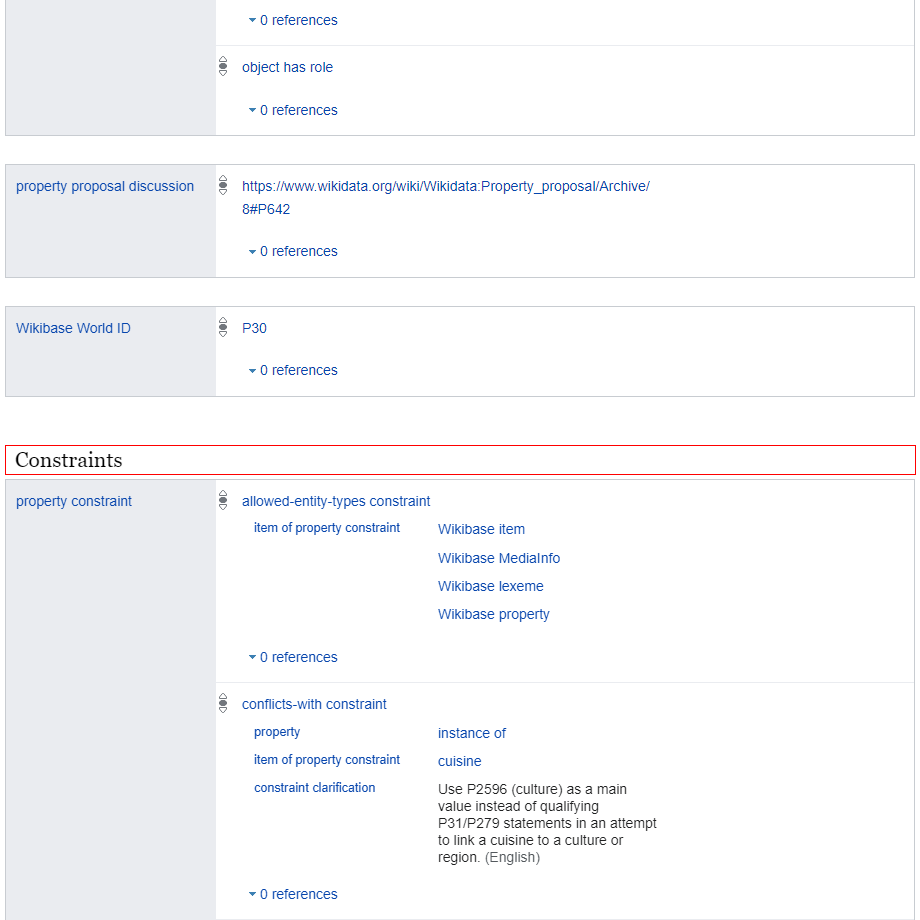 0 references
object has role
0 references
property proposal discussion
https://www.wikidata.org/wiki/Wikidata:Property_proposal/Archive/
8#P642
0 references
Wikibase World ID
P30
0 references
Constraints
property constraint
allowed-entity-types constraint
item of property constraint
Wikibase item
Wikibase MediaInfo
Wikibase lexeme
Wikibase property
0 references
conflicts-with constraint
property
instance of
item of property constraint
cuisine
constraint clarification
Use P2596 (culture) as a main
value instead of qualifying
P31/P279 statements in an attempt
to link a cuisine to a culture or
region. (English)
0 references